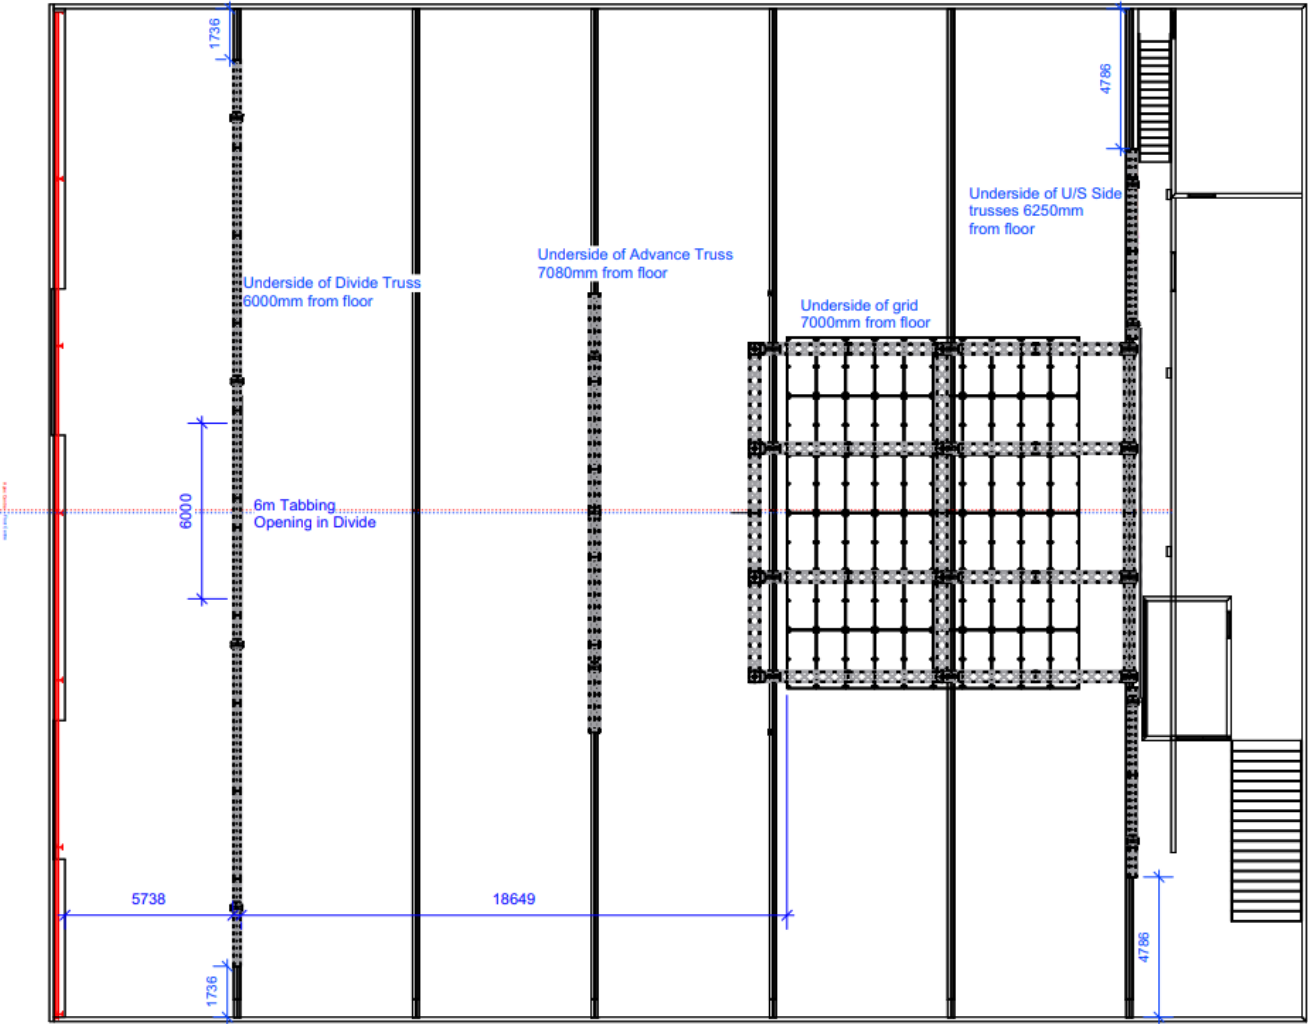 1736
4786
Underside of U/S Side
trusses 6250mm
from floor
Underside of Advance Truss
7080mm from floor
Underside of Divide Truss
6000mm from floor
Underside of grid
7000mm from floor
6000
6m Tabbing
Opening in Divide
5738
18649
4786
1736